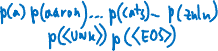 p(a) p(aaron)... p(cats)... p(zulu)
p(<UNK>) p(<EOS>)